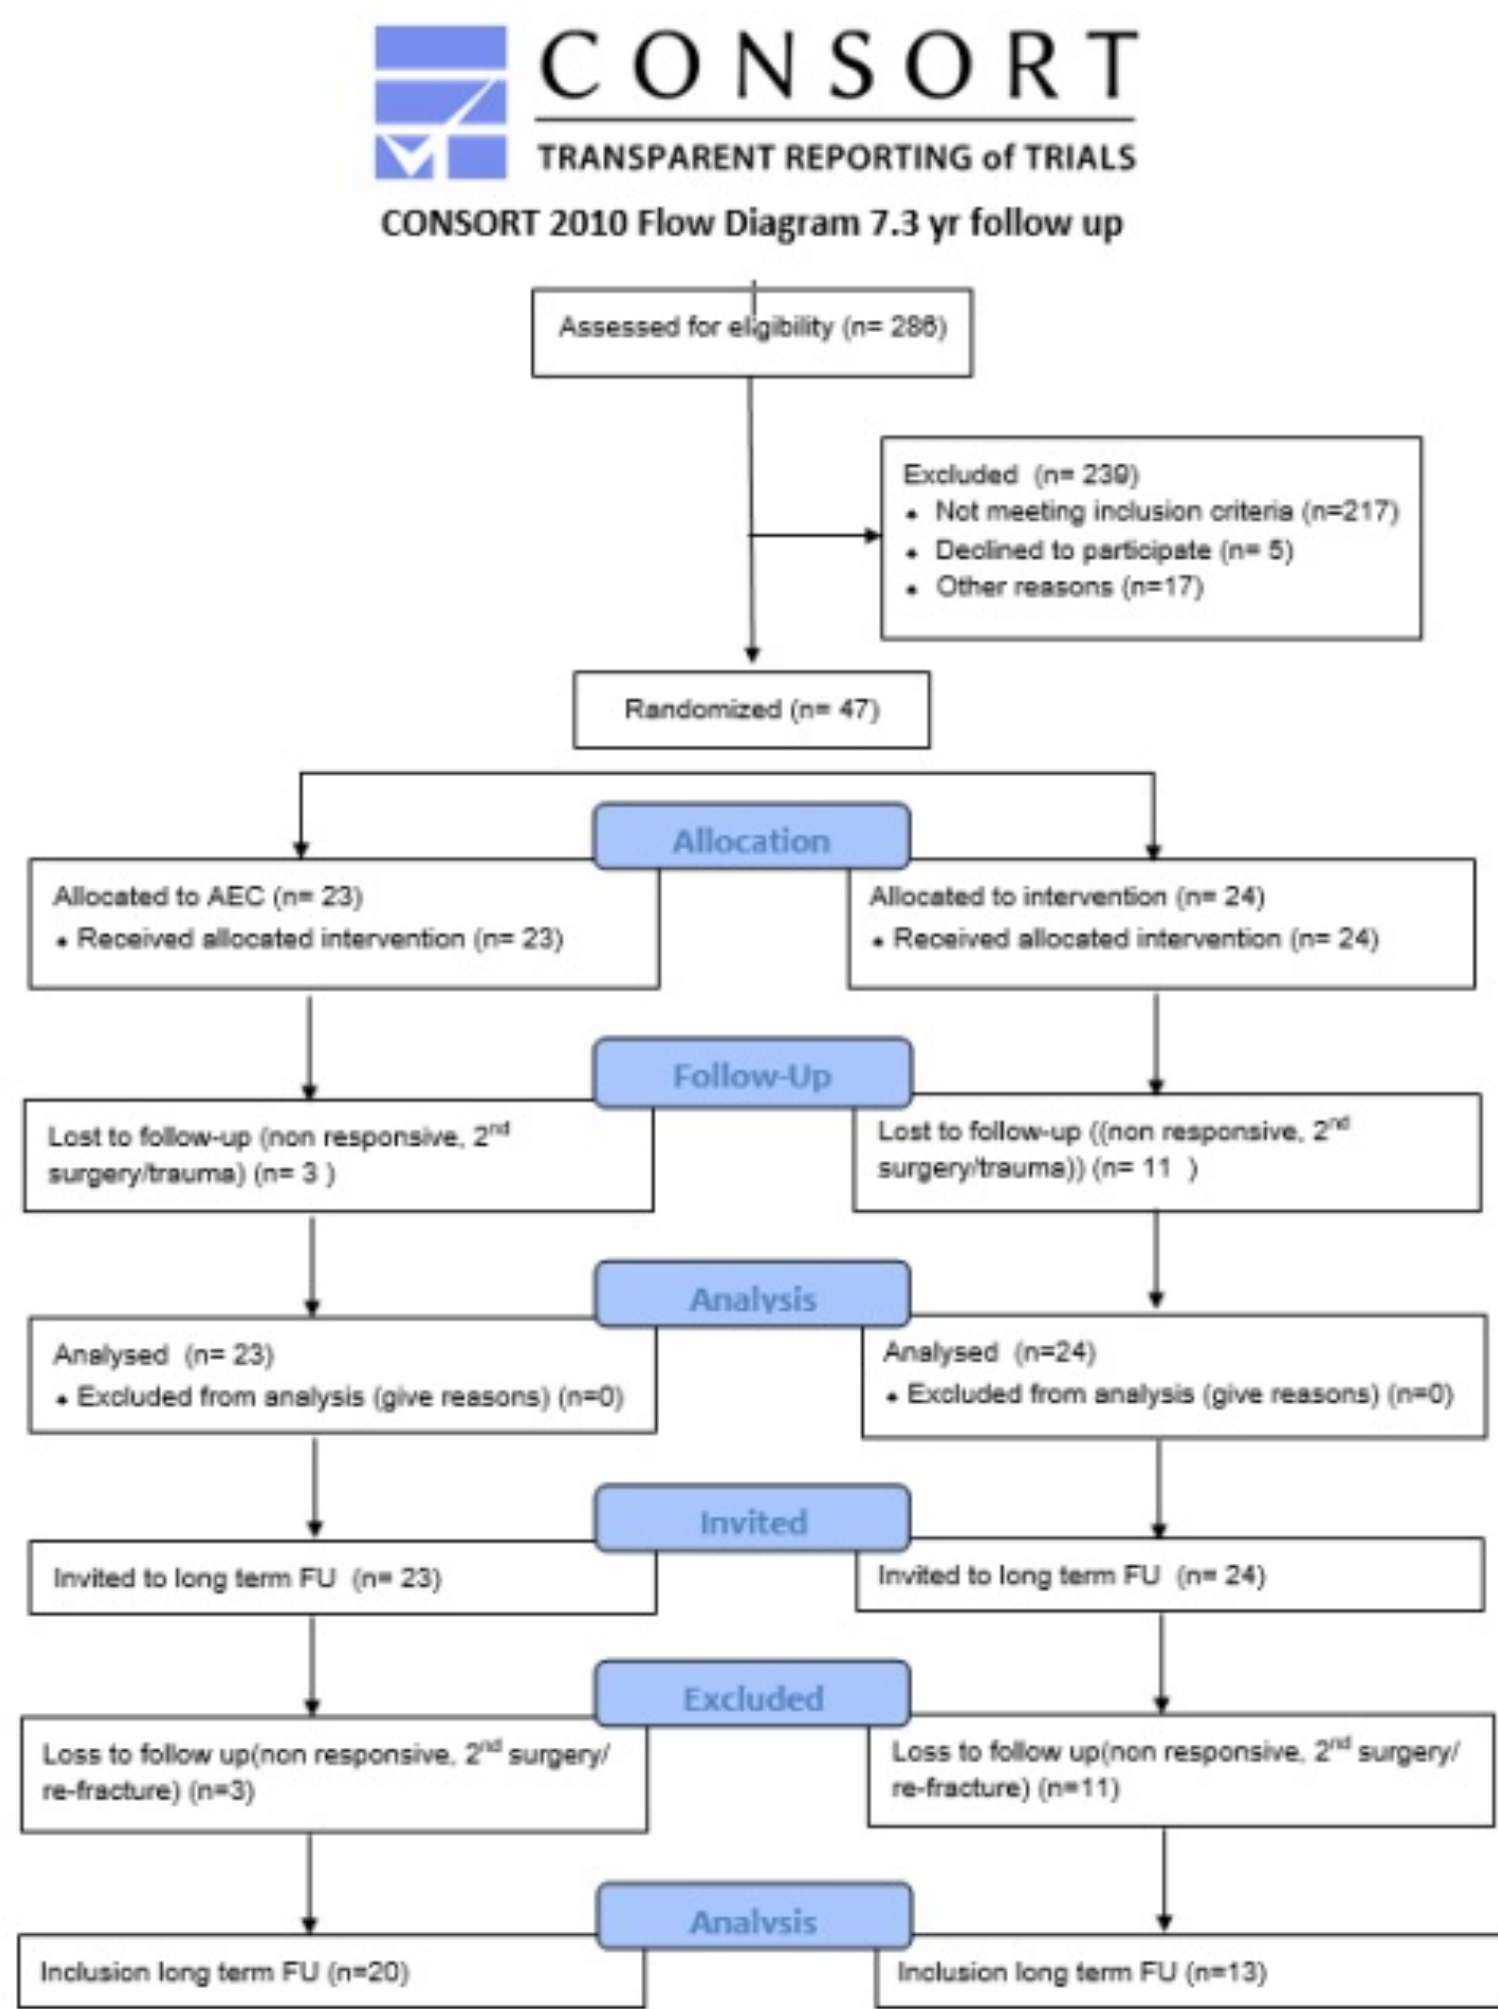 CONSORT
TRANSPARENT REPORTING of TRIALS
CONSORT 2010 Flow Diagram 7.3 yr follow up
Assessed for eligibility (n= 286)
Excluded (n= 239)
• Not meeting inclusion criteria (n=217)
• Declined to participate (n= 5)
• Other reasons (n=17)
Randomized (n= 47)
Allocation
Allocated to AEC (n= 23)
• Received allocated intervention (n= 23)
Allocated to intervention (n= 24)
• Received allocated intervention (n= 24)
Follow-Up
Lost to follow-up (non responsive, 2nd
surgery/trauma) (n= 3 )
Lost to follow-up ((non responsive, 2nd
surgery/trauma)) (n= 11 )
Analysis
Analysed (n= 23)
• Excluded from analysis (give reasons) (n=0)
Analysed (n=24)
• Excluded from analysis (give reasons) (n=0)
Invited
Invited to long term FU (n= 23)
Invited to long term FU (n= 24)
Excluded
Loss to follow up(non responsive, 2nd surgery/
re-fracture) (n=3)
Loss to follow up(non responsive, 2nd surgery/
re-fracture) (n=11)
Analysis
Inclusion long term FU (n=20)
Inclusion long term FU (n=13)